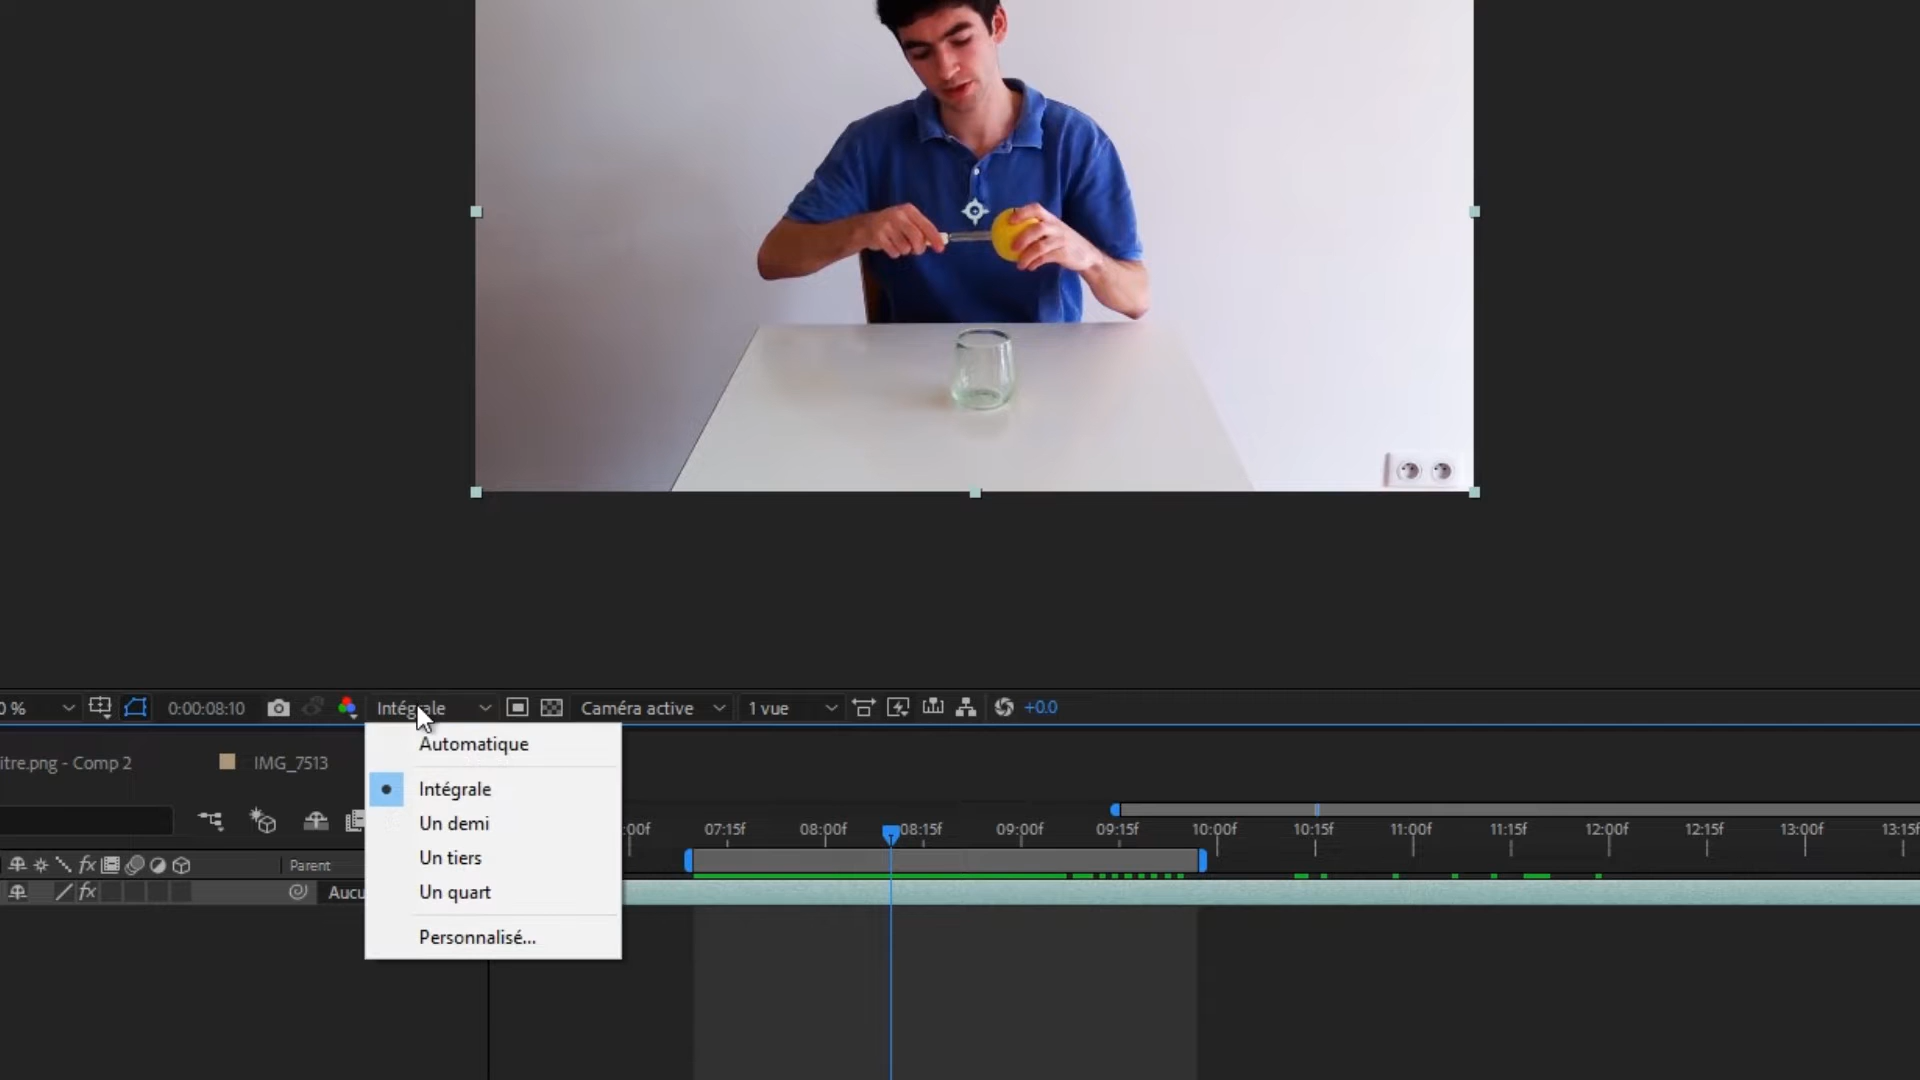 0 %
0:00:08:10
Intégrale
Caméra active
1 vue
+0.0
Automatique
Intégrale
Un demi
Un tiers
Un quart
Personnalisé...
itre.png - Comp 2
IMG_7513
:00f 07:15f 08:00f 08:15f 09:00f 09:15f 10:00f 10:15f 11:00f 11:15f 12:00f 12:15f 13:00f 13:15f
fx Parent
fx Aucu